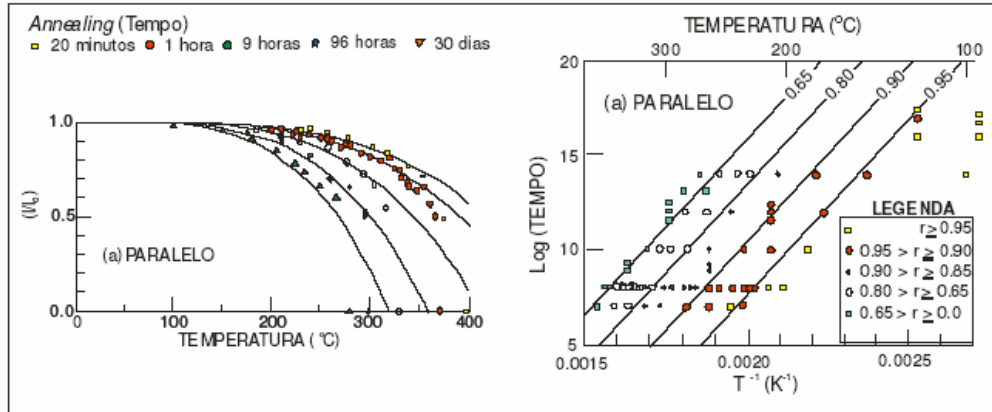 Annealing (Tempo)
20 minutos 1 hora 9 horas 96 horas 30 dias
1.0
0.5
0.0
(l/l₀)
(a) PARALELO
0 100 200 300 400
TEMPERATURA ( °C)
TEMPERATURA (°C)
300 200 100
20
15
10
5
Log (TEMPO)
(a) PARALELO
0.65 0.80 0.90 0.95
LEGENDA
r ≥ 0.95
0.95 > r ≥ 0.90
0.90 > r ≥ 0.85
0.80 > r ≥ 0.65
0.65 > r ≥ 0.0
0.0015 0.0020 0.0025
T⁻¹ (K⁻¹)